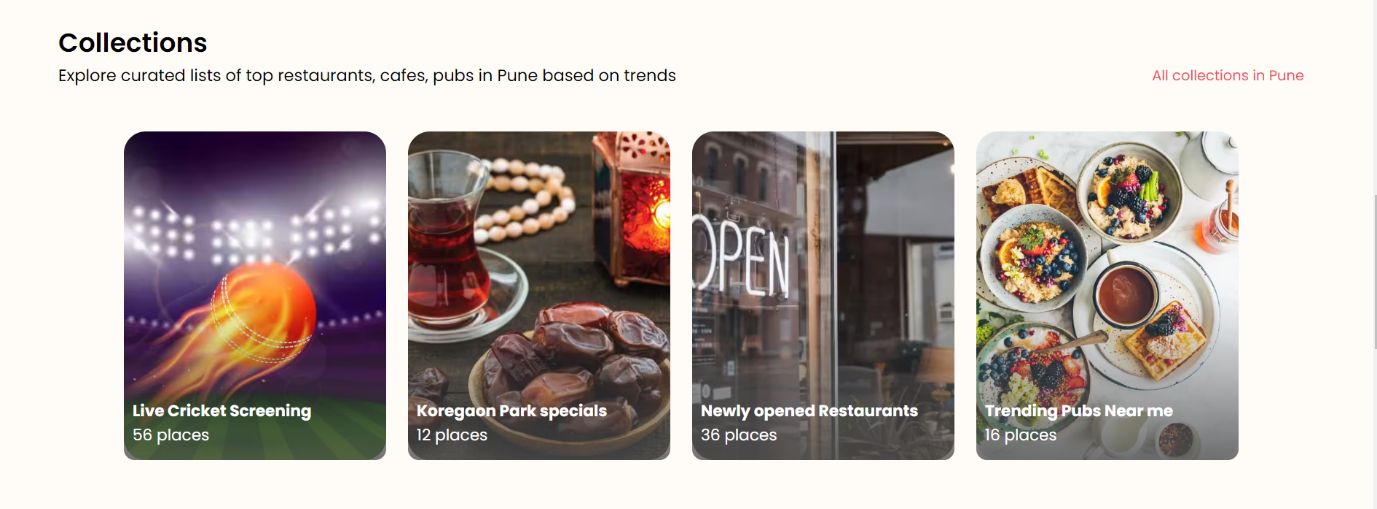 Collections
Explore curated lists of top restaurants, cafes, pubs in Pune based on trends
All collections in Pune
OPEN
Live Cricket Screening
56 places
Koregaon Park specials
12 places
Newly opened Restaurants
36 places
Trending Pubs Near me
16 places